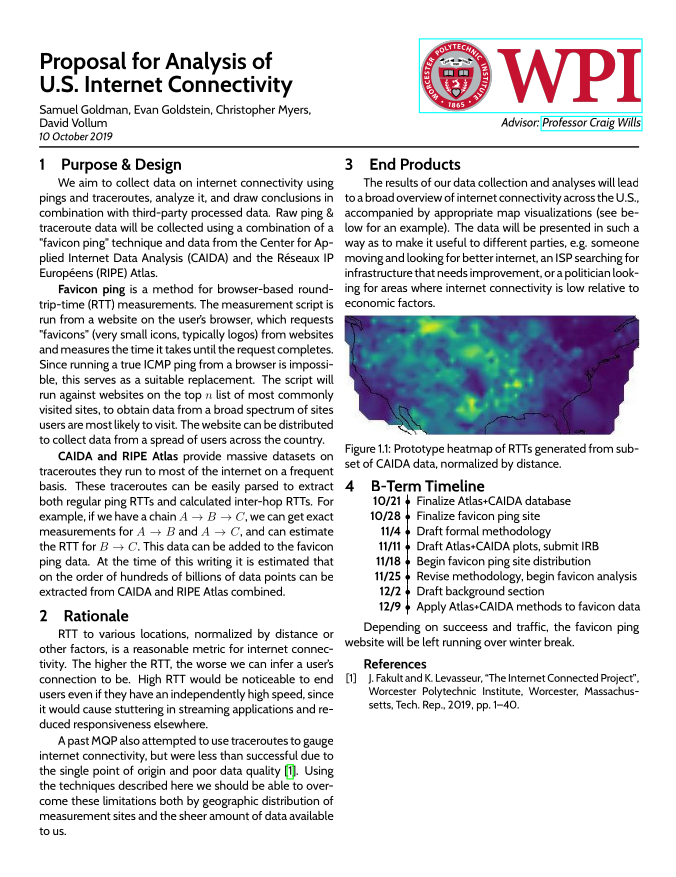 Proposal for Analysis of
U.S. Internet Connectivity
Samuel Goldman, Evan Goldstein, Christopher Myers,
David Vollum
10 October 2019
WORCESTER POLYTECHNIC INSTITUTE
1865
WPI
Advisor: Professor Craig Wills
1 Purpose & Design
We aim to collect data on internet connectivity using
pings and traceroutes, analyze it, and draw conclusions in
combination with third-party processed data. Raw ping &
traceroute data will be collected using a combination of a
"favicon ping" technique and data from the Center for Ap-
plied Internet Data Analysis (CAIDA) and the Réseaux IP
Européens (RIPE) Atlas.
Favicon ping is a method for browser-based round-
trip-time (RTT) measurements. The measurement script is
run from a website on the user's browser, which requests
"favicons" (very small icons, typically logos) from websites
and measures the time it takes until the request completes.
Since running a true ICMP ping from a browser is impossi-
ble, this serves as a suitable replacement. The script will
run against websites on the top n list of most commonly
visited sites, to obtain data from a broad spectrum of sites
users are most likely to visit. The website can be distributed
to collect data from a spread of users across the country.
CAIDA and RIPE Atlas provide massive datasets on
traceroutes they run to most of the internet on a frequent
basis. These traceroutes can be easily parsed to extract
both regular ping RTTs and calculated inter-hop RTTs. For
example, if we have a chain A → B → C, we can get exact
measurements for A → B and A → C, and can estimate
the RTT for B → C. This data can be added to the favicon
ping data. At the time of this writing it is estimated that
on the order of hundreds of billions of data points can be
extracted from CAIDA and RIPE Atlas combined.
2 Rationale
RTT to various locations, normalized by distance or
other factors, is a reasonable metric for internet connec-
tivity. The higher the RTT, the worse we can infer a user's
connection to be. High RTT would be noticeable to end
users even if they have an independently high speed, since
it would cause stuttering in streaming applications and re-
duced responsiveness elsewhere.
A past MQP also attempted to use traceroutes to gauge
internet connectivity, but were less than successful due to
the single point of origin and poor data quality [1]. Using
the techniques described here we should be able to over-
come these limitations both by geographic distribution of
measurement sites and the sheer amount of data available
to us.
3 End Products
The results of our data collection and analyses will lead
to a broad overview of internet connectivity across the U.S.,
accompanied by appropriate map visualizations (see be-
low for an example). The data will be presented in such a
way as to make it useful to different parties, e.g. someone
moving and looking for better internet, an ISP searching for
infrastructure that needs improvement, or a politician look-
ing for areas where internet connectivity is low relative to
economic factors.
Figure 1.1: Prototype heatmap of RTTs generated from sub-
set of CAIDA data, normalized by distance.
4 B-Term Timeline
10/21 Finalize Atlas+CAIDA database
10/28 Finalize favicon ping site
11/4 Draft formal methodology
11/11 Draft Atlas+CAIDA plots, submit IRB
11/18 Begin favicon ping site distribution
11/25 Revise methodology, begin favicon analysis
12/2 Draft background section
12/9 Apply Atlas+CAIDA methods to favicon data
Depending on succeess and traffic, the favicon ping
website will be left running over winter break.
References
[1] J. Fakult and K. Levasseur, “The Internet Connected Project”,
Worcester Polytechnic Institute, Worcester, Massachus-
setts, Tech. Rep., 2019, pp. 1–40.